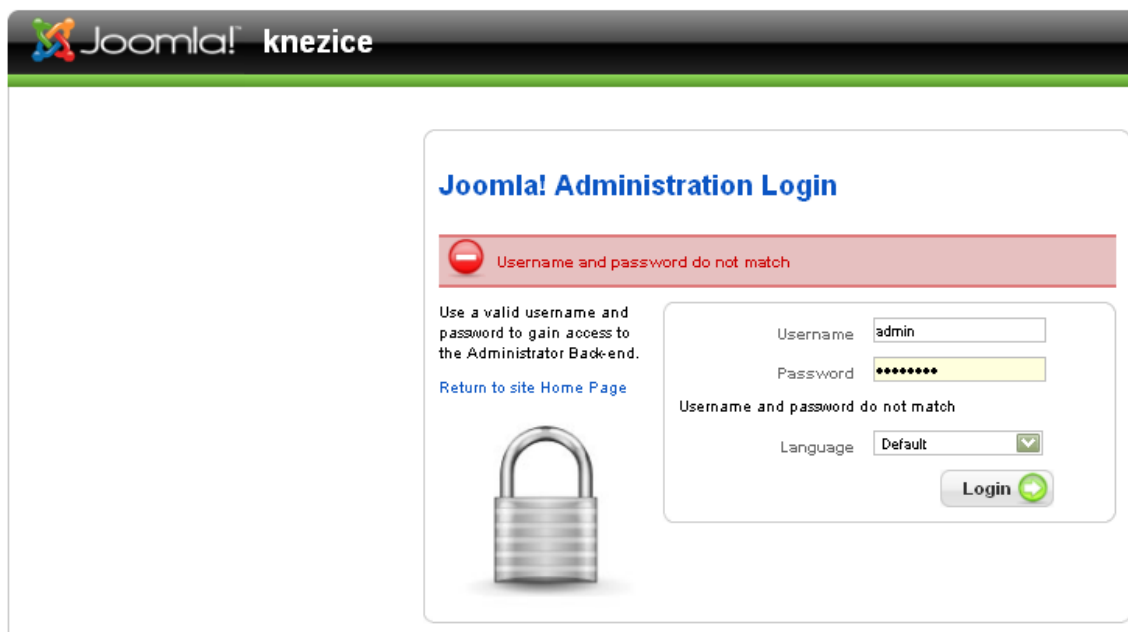 Joomla!™ knezice
Joomla! Administration Login
Username and password do not match
Use a valid username and
password to gain access to
the Administrator Back-end.
Return to site Home Page
Username admin
Password ••••••••
Username and password do not match
Language Default
Login